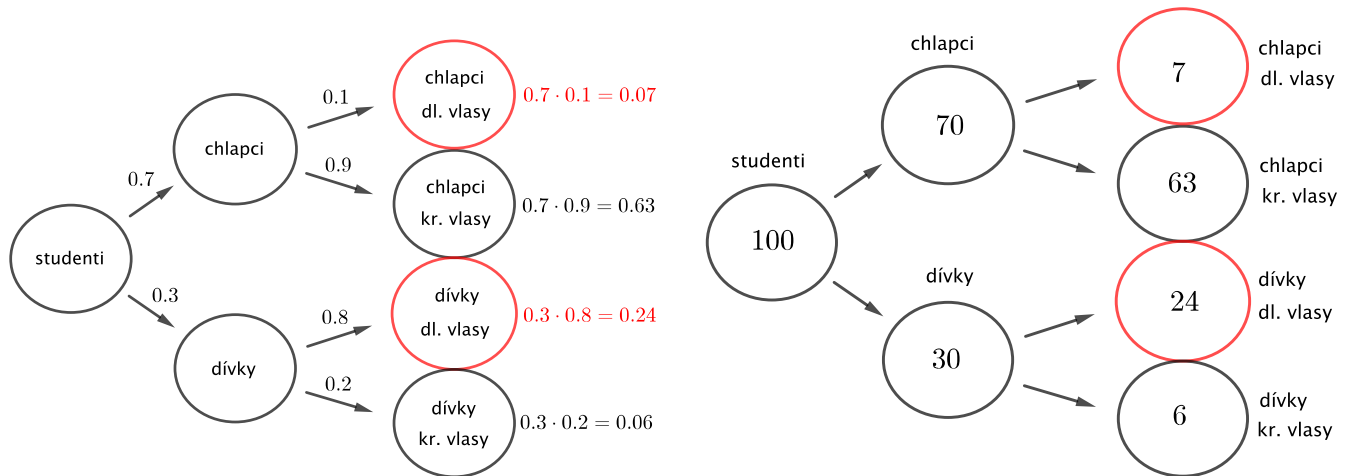 studenti
0.7
0.3
chlapci
dívky
0.1
0.9
0.8
0.2
chlapci
dl. vlasy
0.7 · 0.1 = 0.07
chlapci
kr. vlasy
0.7 · 0.9 = 0.63
dívky
dl. vlasy
0.3 · 0.8 = 0.24
dívky
kr. vlasy
0.3 · 0.2 = 0.06
studenti
100
chlapci
70
dívky
30
7
chlapci
dl. vlasy
63
chlapci
kr. vlasy
24
dívky
dl. vlasy
6
dívky
kr. vlasy